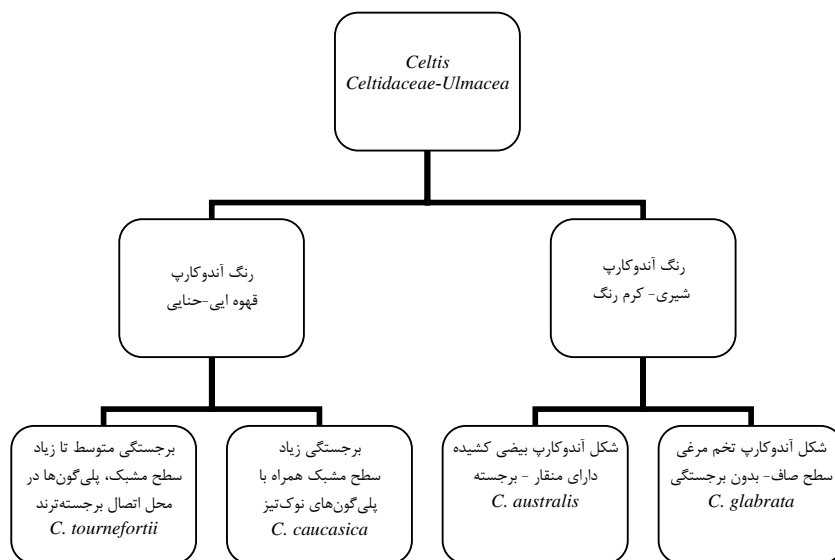 Celtis
Celtidaceae-Ulmacea
رنگ آندوکارپ
شیری- کرم رنگ
رنگ آندوکارپ
قهوه ایی-حنایی
شکل آندوکارپ تخم مرغی
سطح صاف- بدون برجستگی
C. glabrata
شکل آندوکارپ بیضی کشیده
دارای منقار - برجسته
C. australis
برجستگی زیاد
سطح مشبک همراه با
پلی‌گون‌های نوک‌تیز
C. caucasica
برجستگی متوسط تا زیاد
سطح مشبک، پلی‌گون‌ها در
محل اتصال برجسته‌ترند
C. tournefortii